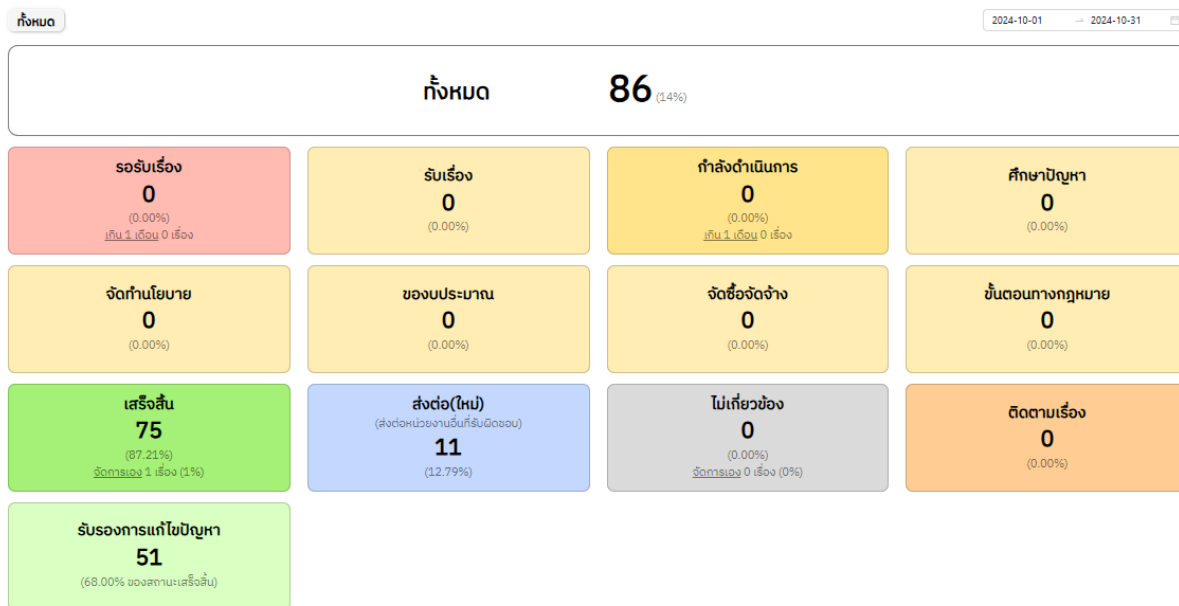 ทั้งหมด
2024-10-01 → 2024-10-31
ทั้งหมด 86 (14%)
รอรับเรื่อง
0
(0.00%)
เกิน 1 เดือน 0 เรื่อง
รับเรื่อง
0
(0.00%)
กำลังดำเนินการ
0
(0.00%)
เกิน 1 เดือน 0 เรื่อง
ศึกษาปัญหา
0
(0.00%)
จัดทำนโยบาย
0
(0.00%)
ของบประมาณ
0
(0.00%)
จัดซื้อจัดจ้าง
0
(0.00%)
ขั้นตอนทางกฎหมาย
0
(0.00%)
เสร็จสิ้น
75
(87.21%)
จัดการเอง 1 เรื่อง (1%)
ส่งต่อ(ใหม่)
(ส่งต่อหน่วยงานอื่นที่รับผิดชอบ)
11
(12.79%)
ไม่เกี่ยวข้อง
0
(0.00%)
จัดการเอง 0 เรื่อง (0%)
ติดตามเรื่อง
0
(0.00%)
รับรองการแก้ไขปัญหา
51
(68.00% ของสถานะเสร็จสิ้น)